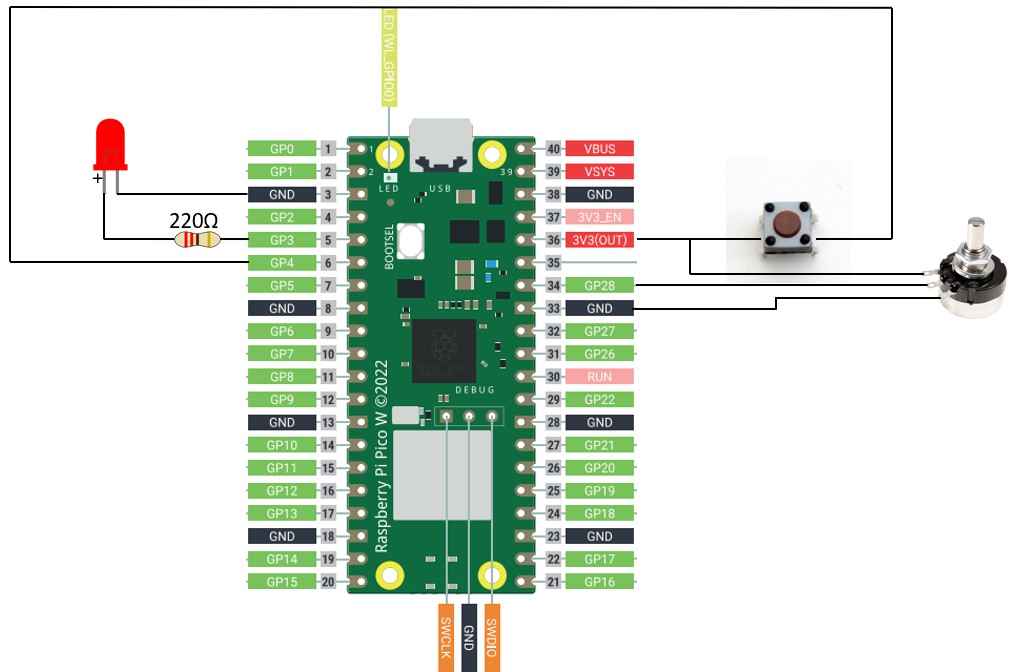 LED (WL_GPIO0)
+
220Ω
GP0 1
GP1 2
GND 3
GP2 4
GP3 5
GP4 6
GP5 7
GND 8
GP6 9
GP7 10
GP8 11
GP9 12
GND 13
GP10 14
GP11 15
GP12 16
GP13 17
GND 18
GP14 19
GP15 20
1
2
39
LED
USB
BOOTSEL
DEBUG
Raspberry Pi Pico W ©2022
40 VBUS
39 VSYS
38 GND
37 3V3_EN
36 3V3(OUT)
35
34 GP28
33 GND
32 GP27
31 GP26
30 RUN
29 GP22
28 GND
27 GP21
26 GP20
25 GP19
24 GP18
23 GND
22 GP17
21 GP16
SWCLK
GND
SWDIO